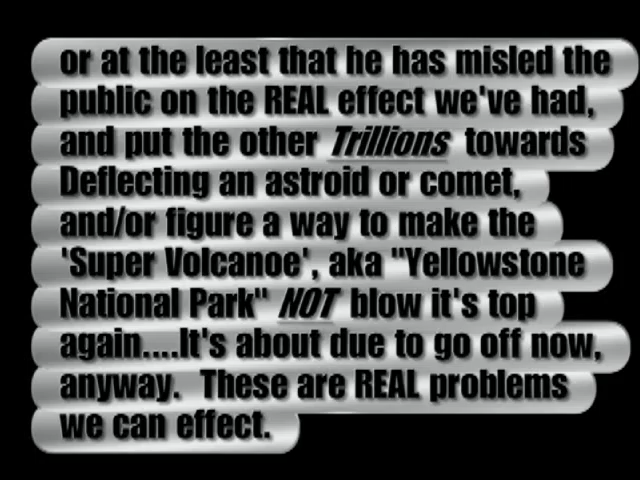 or at the least that he has misled the
public on the REAL effect we've had,
and put the other Trillions towards
Deflecting an astroid or comet,
and/or figure a way to make the
'Super Volcanoe', aka "Yellowstone
National Park" NOT blow it's top
again....It's about due to go off now,
anyway. These are REAL problems
we can effect.